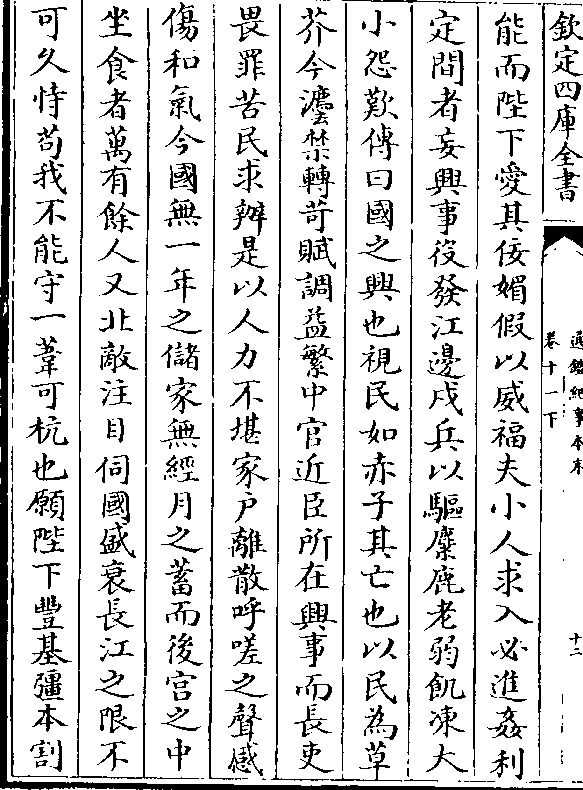 欽定四庫全書
通鑑紀事本末
卷十一下
十二
能而陛下愛其佞媚假以威福夫小人求入必進姦利
定間者妄興事役發江邊戍兵以驅麋鹿老弱飢凍大
小怨歎傳曰國之興也視民如赤子其亡也以民為草
芥今灋禁轉苛賦調益繁中官近臣所在興事而長吏
畏罪苦民求辦是以人力不堪家戶離散呼嗟之聲感
傷和氣今國無一年之儲家無經月之蓄而後宫之中
坐食者萬有餘人又北敵注目伺國盛衰長江之限不
可久恃苟我不能守一葦可杭也願陛下豐基彊本割